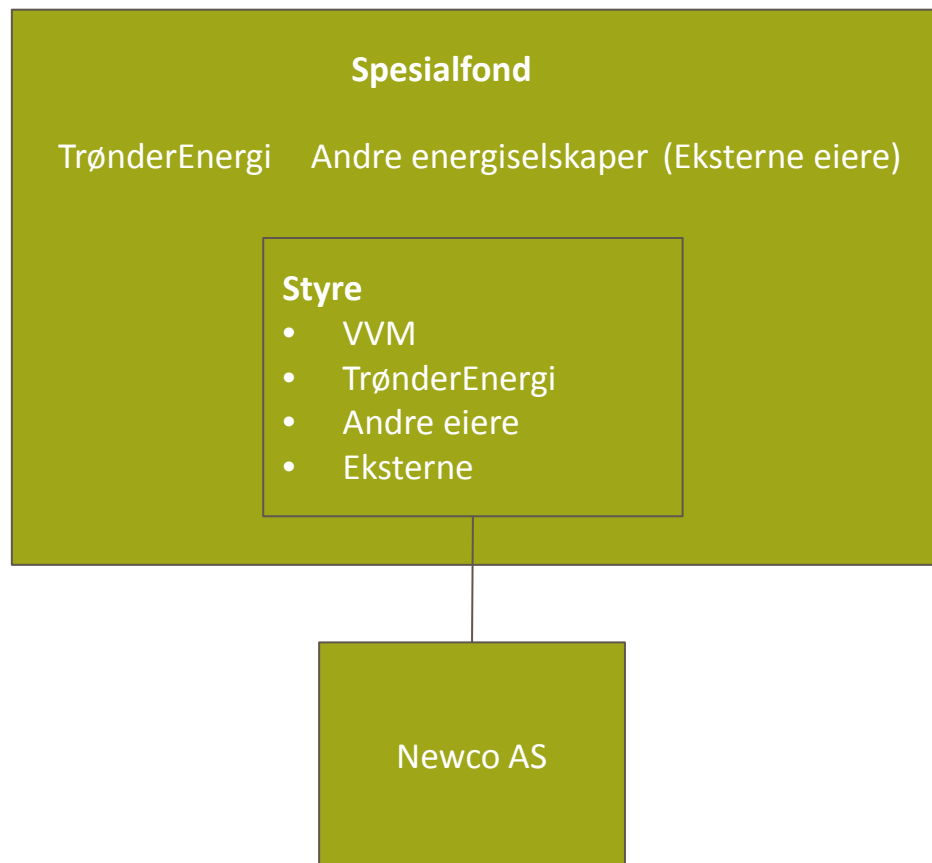 Spesialfond
TrønderEnergi Andre energiselskaper (Eksterne eiere)
Styre
• VVM
• TrønderEnergi
• Andre eiere
• Eksterne
Newco AS